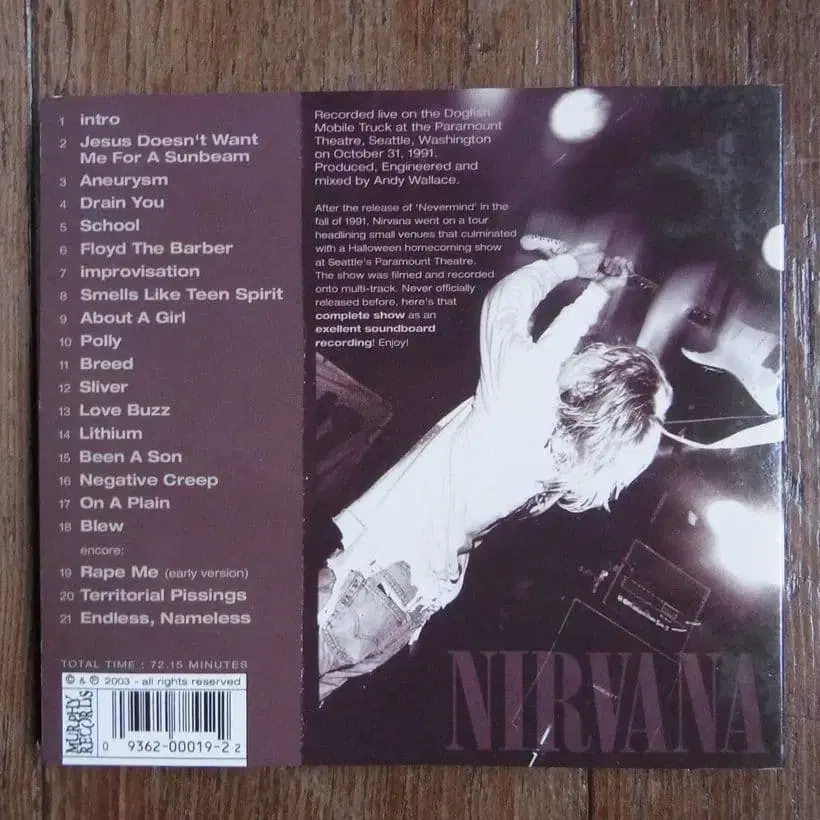 1 intro
2 Jesus Doesn't Want
Me For A Sunbeam
3 Aneurysm
4 Drain You
5 School
6 Floyd The Barber
7 improvisation
8 Smells Like Teen Spirit
9 About A Girl
10 Polly
11 Breed
12 Sliver
13 Love Buzz
14 Lithium
15 Been A Son
16 Negative Creep
17 On A Plain
18 Blew
encore:
19 Rape Me (early version)
20 Territorial Pissings
21 Endless, Nameless
TOTAL TIME : 72.15 MINUTES
© & ℗ 2003 - all rights reserved
MURPHY
RECORDS
0 9362-00019-2 2
Recorded live on the Dogfish
Mobile Truck at the Paramount
Theatre, Seattle, Washington
on October 31, 1991.
Produced, Engineered and
mixed by Andy Wallace.
After the release of 'Nevermind' in the
fall of 1991, Nirvana went on a tour
headlining small venues that culminated
with a Halloween homecoming show
at Seattle's Paramount Theatre.
The show was filmed and recorded
onto multi-track. Never officially
released before, here's that
complete show as an
exellent soundboard
recording! Enjoy!
NIRVANA